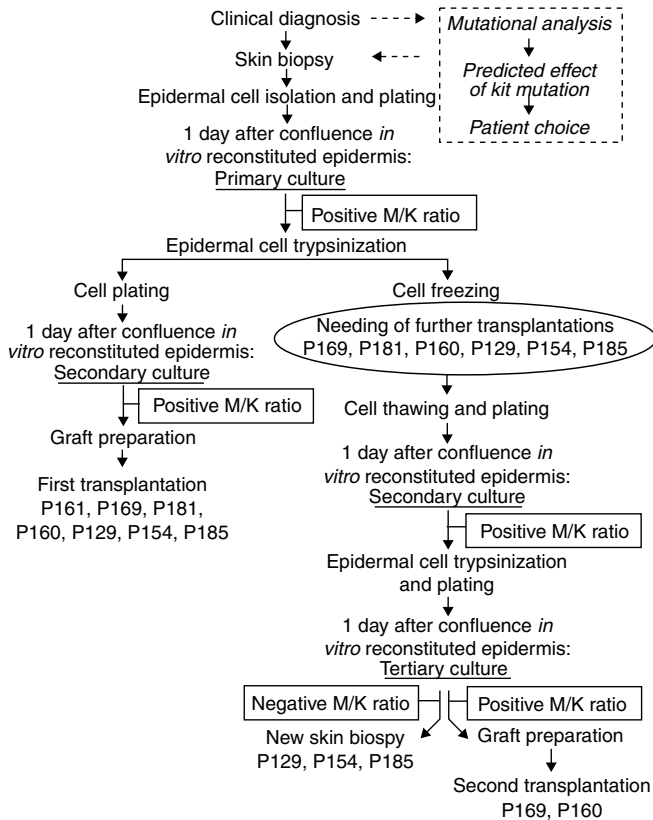 Clinical diagnosis
Skin biopsy
Mutational analysis
Predicted effect
of kit mutation
Patient choice
Epidermal cell isolation and plating
1 day after confluence in
vitro reconstituted epidermis:
Primary culture
Positive M/K ratio
Epidermal cell trypsinization
Cell plating
1 day after confluence in
vitro reconstituted epidermis:
Secondary culture
Positive M/K ratio
Graft preparation
First transplantation
P161, P169, P181,
P160, P129, P154, P185
Cell freezing
Needing of further transplantations
P169, P181, P160, P129, P154, P185
Cell thawing and plating
1 day after confluence in
vitro reconstituted epidermis:
Secondary culture
Positive M/K ratio
Epidermal cell trypsinization
and plating
1 day after confluence in
vitro reconstituted epidermis:
Tertiary culture
Negative M/K ratio
New skin biospy
P129, P154, P185
Positive M/K ratio
Graft preparation
Second transplantation
P169, P160